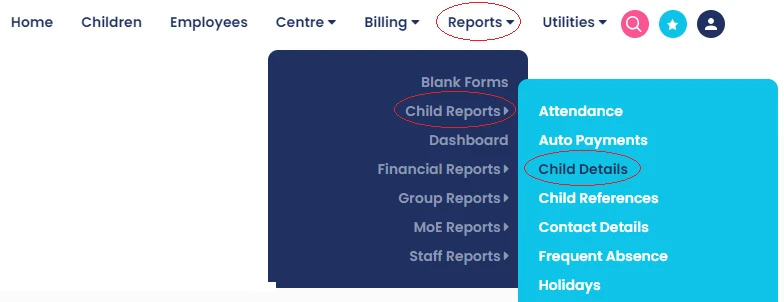 Home Children Employees Centre Billing Reports Utilities
Blank Forms
Child Reports
Dashboard
Financial Reports
Group Reports
MoE Reports
Staff Reports
Attendance
Auto Payments
Child Details
Child References
Contact Details
Frequent Absence
Holidays